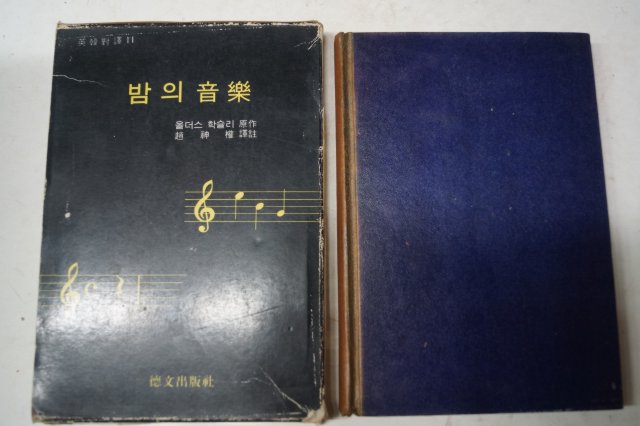 英韓對譯 11
밤의 音樂
올더스 학슬리 原作
趙神權 譯註
德文出版社